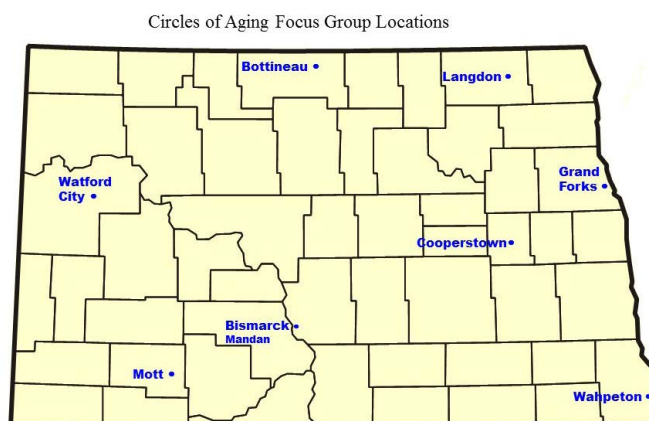 Circles of Aging Focus Group Locations
Bottineau
Langdon
Watford
City
Grand
Forks
Cooperstown
Bismarck
Mandan
Mott
Wahpeton